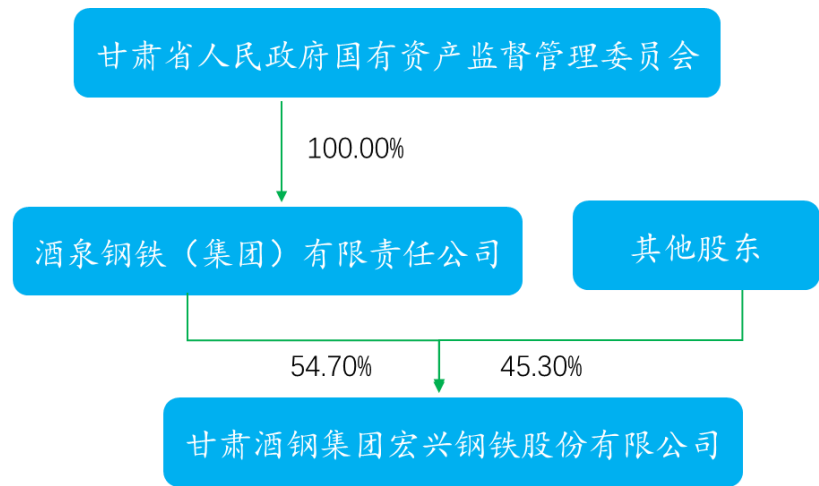 甘肃省人民政府国有资产监督管理委员会
100.00%
酒泉钢铁（集团）有限责任公司
其他股东
54.70%
45.30%
甘肃酒钢集团宏兴钢铁股份有限公司